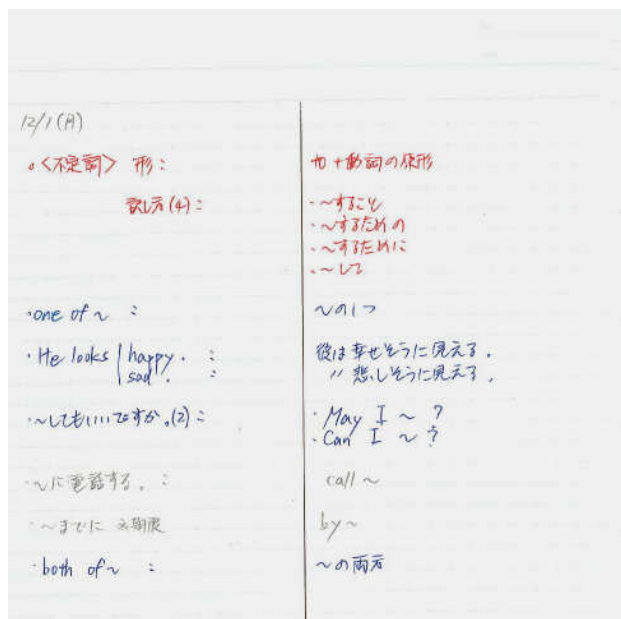 12/1(月)
。<不定詞> 形: to + 動詞の原形
訳し方(4): ・~すること
・~するための
・~するために
・~して
・one of ~ : ~の1つ
・He looks happy. : 彼は幸せそうに見える.
sad. : 〃 悲しそうに見える.
・~してもいいですか.(2): ・May I ~ ?
・Can I ~ ?
・~に電話する. : call ~
・~までに ※期限 by ~
・both of ~ : ~の両方